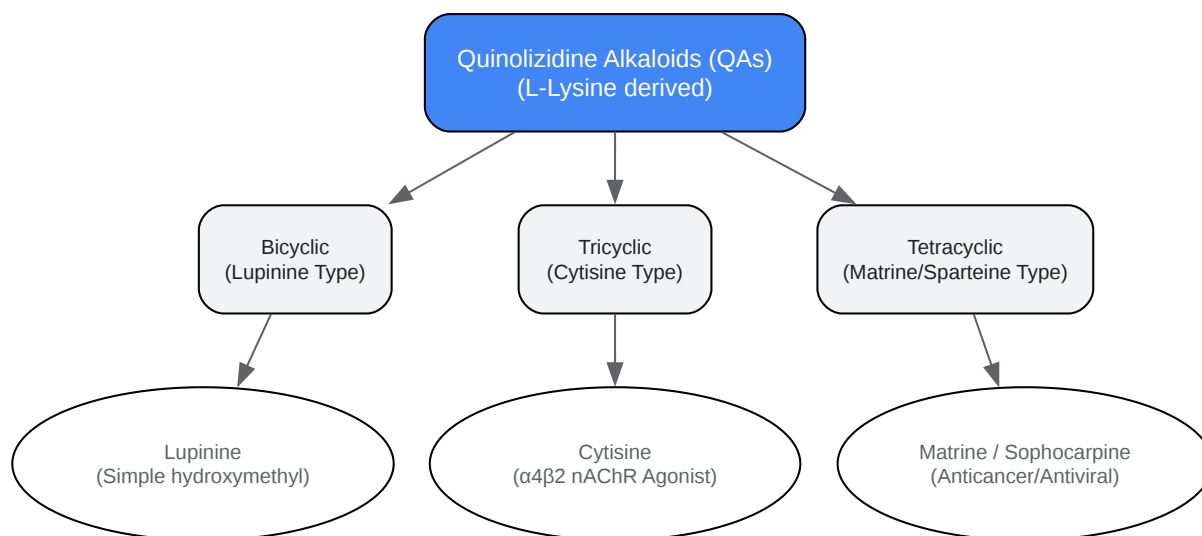 Quinolizidine Alkaloids (QAs)
(L-Lysine derived)
Bicyclic
(Lupinine Type)
Tricyclic
(Cytisine Type)
Tetracyclic
(Matrine/Sparteine Type)
Lupinine
(Simple hydroxymethyl)
Cytisine
(α4β2 nAChR Agonist)
Matrine / Sophocarpine
(Anticancer/Antiviral)